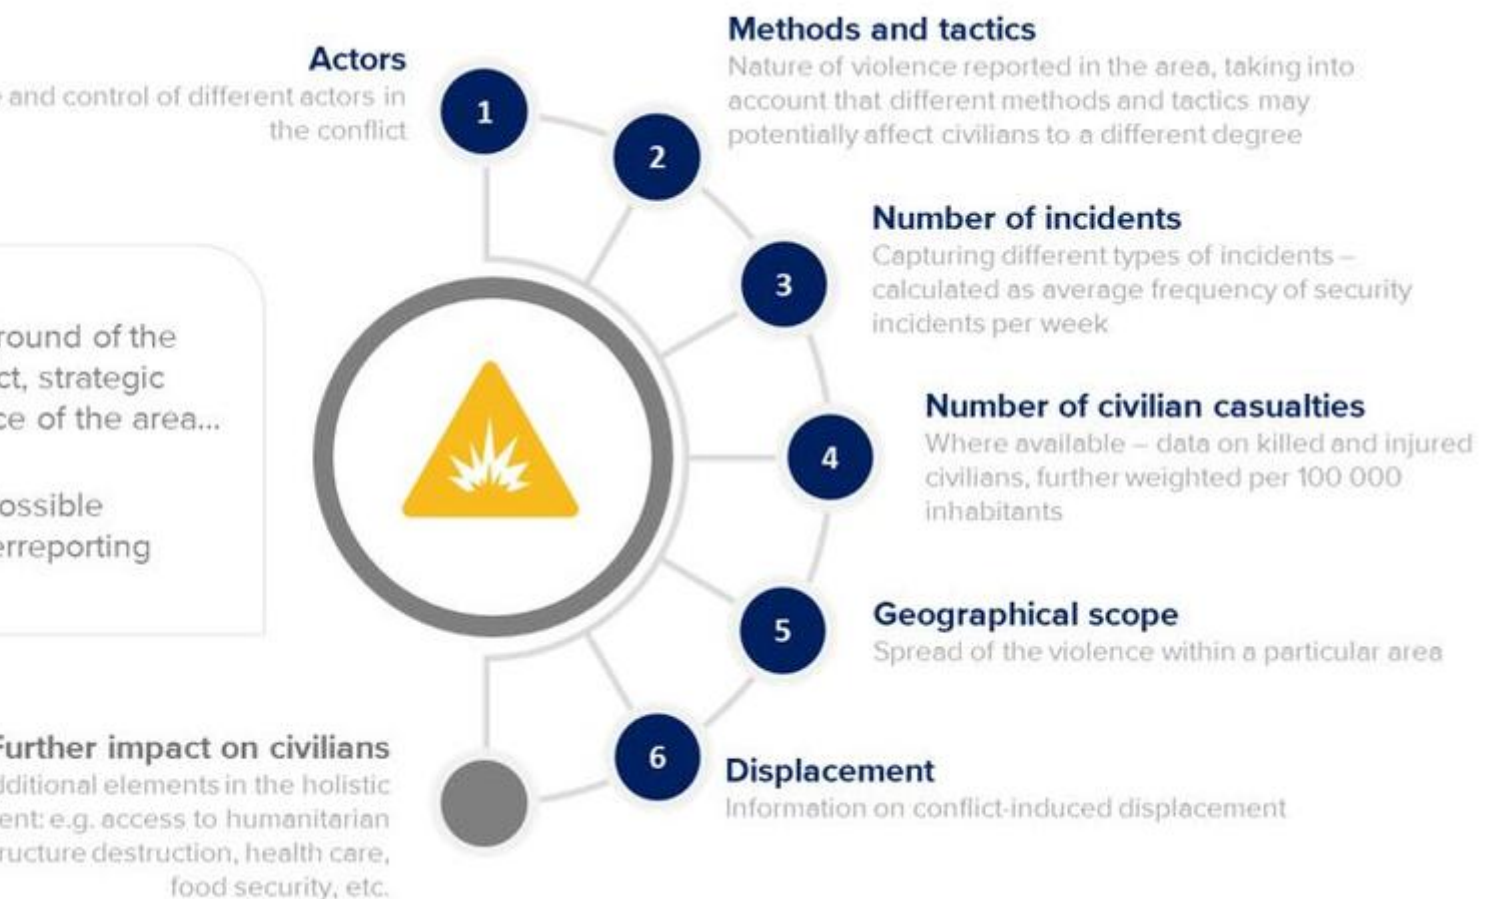 Actors
and control of different actors in
the conflict
1
Methods and tactics
Nature of violence reported in the area, taking into
account that different methods and tactics may
potentially affect civilians to a different degree
2
Number of incidents
Capturing different types of incidents –
calculated as average frequency of security
incidents per week
3
Number of civilian casualties
Where available – data on killed and injured
civilians, further weighted per 100 000
inhabitants
4
Geographical scope
Spread of the violence within a particular area
5
Displacement
Information on conflict-induced displacement
6
round of the
ct, strategic
ce of the area...
ossible
erreporting
Further impact on civilians
dditional elements in the holistic
ent: e.g. access to humanitarian
ructure destruction, health care,
food security, etc.